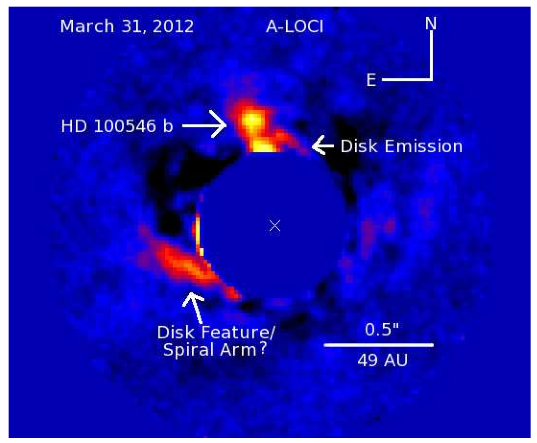 March 31, 2012
A-LOCI
N
E
HD 100546 b
Disk Emission
Disk Feature/
Spiral Arm?
0.5"
49 AU